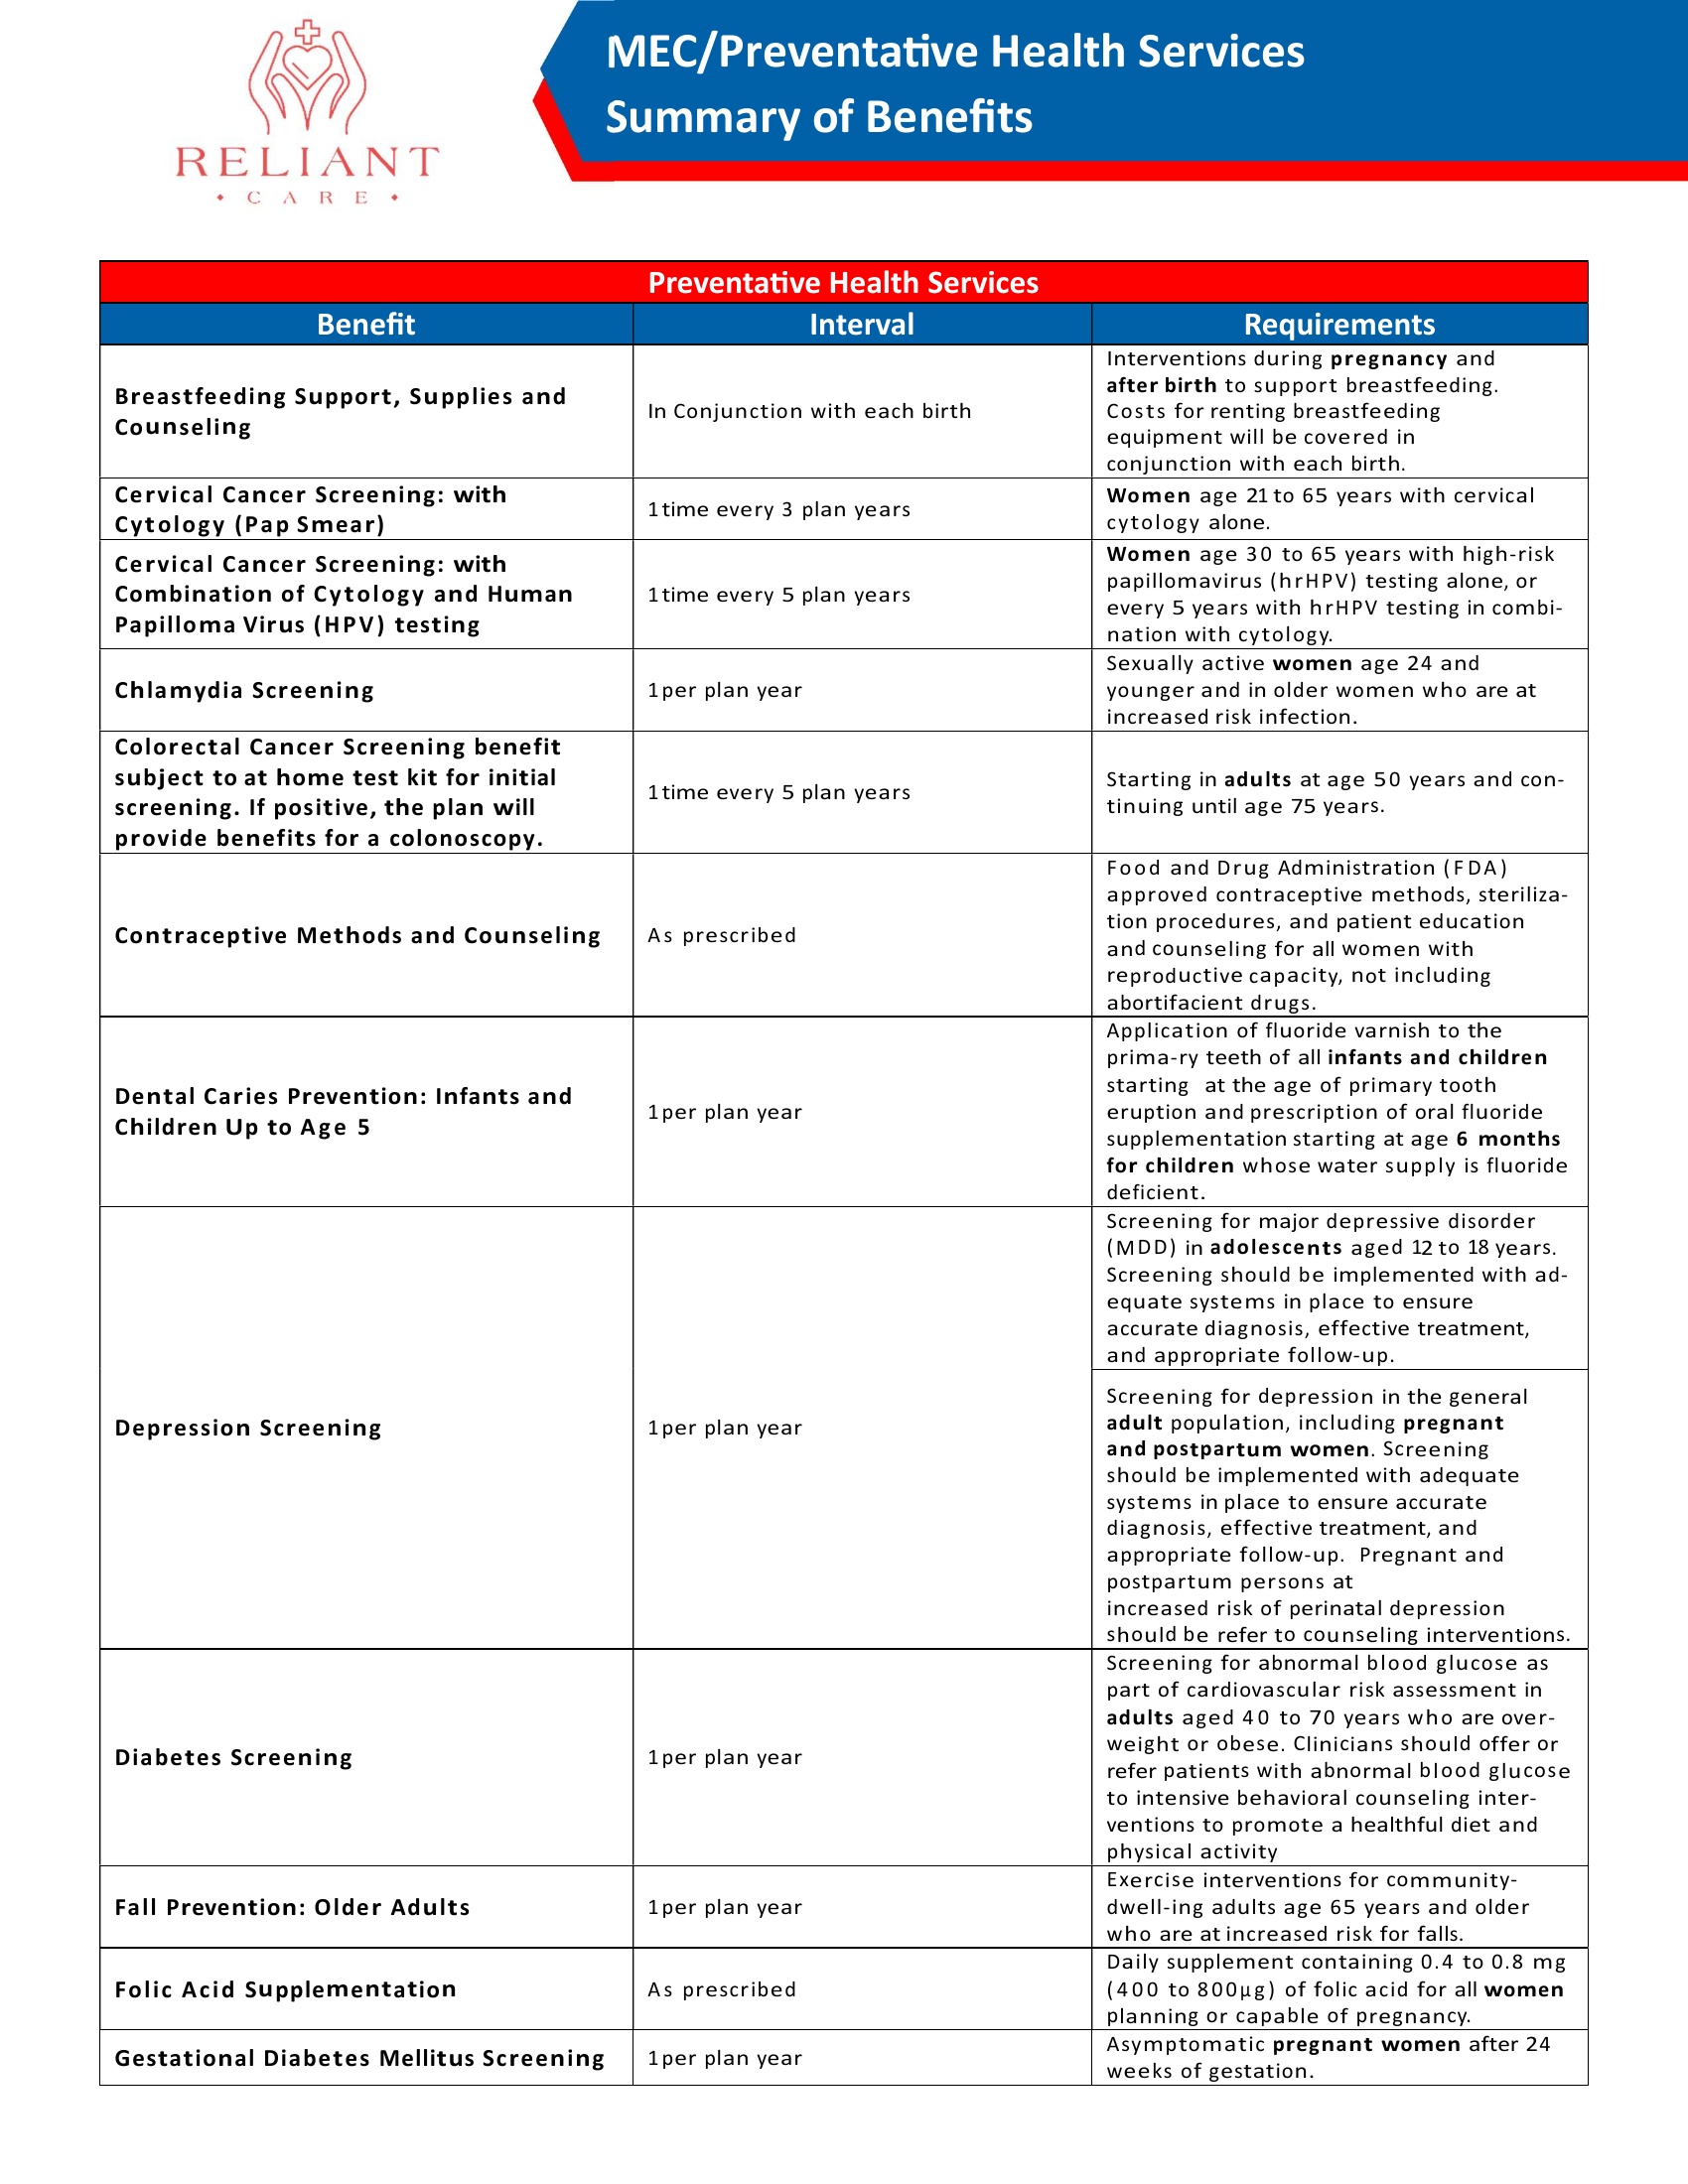 RELIANT
• CARE •
MEC/Preventative Health Services
Summary of Benefits
Preventative Health Services
Benefit
Interval
Requirements
Breastfeeding Support, Supplies and
Counseling
In Conjunction with each birth
Interventions during pregnancy and
after birth to support breastfeeding.
Costs for renting breastfeeding
equipment will be covered in
conjunction with each birth.
Cervical Cancer Screening: with
Cytology (Pap Smear)
1 time every 3 plan years
Women age 21 to 65 years with cervical
cytology alone.
Cervical Cancer Screening: with
Combination of Cytology and Human
Papilloma Virus (HPV) testing
1 time every 5 plan years
Women age 30 to 65 years with high-risk
papillomavirus (hrHPV) testing alone, or
every 5 years with hrHPV testing in combi-
nation with cytology.
Chlamydia Screening
1 per plan year
Sexually active women age 24 and
younger and in older women who are at
increased risk infection.
Colorectal Cancer Screening benefit
subject to at home test kit for initial
screening. If positive, the plan will
provide benefits for a colonoscopy.
1 time every 5 plan years
Starting in adults at age 50 years and con-
tinuing until age 75 years.
Contraceptive Methods and Counseling
As prescribed
Food and Drug Administration (FDA)
approved contraceptive methods, steriliza-
tion procedures, and patient education
and counseling for all women with
reproductive capacity, not including
abortifacient drugs.
Dental Caries Prevention: Infants and
Children Up to Age 5
1 per plan year
Application of fluoride varnish to the
prima-ry teeth of all infants and children
starting at the age of primary tooth
eruption and prescription of oral fluoride
supplementation starting at age 6 months
for children whose water supply is fluoride
deficient.
Depression Screening
1 per plan year
Screening for major depressive disorder
(MDD) in adolescents aged 12 to 18 years.
Screening should be implemented with ad-
equate systems in place to ensure
accurate diagnosis, effective treatment,
and appropriate follow-up.
Screening for depression in the general
adult population, including pregnant
and postpartum women. Screening
should be implemented with adequate
systems in place to ensure accurate
diagnosis, effective treatment, and
appropriate follow-up. Pregnant and
postpartum persons at
increased risk of perinatal depression
should be refer to counseling interventions.
Diabetes Screening
1 per plan year
Screening for abnormal blood glucose as
part of cardiovascular risk assessment in
adults aged 40 to 70 years who are over-
weight or obese. Clinicians should offer or
refer patients with abnormal blood glucose
to intensive behavioral counseling inter-
ventions to promote a healthful diet and
physical activity
Fall Prevention: Older Adults
1 per plan year
Exercise interventions for community-
dwell-ing adults age 65 years and older
who are at increased risk for falls.
Folic Acid Supplementation
As prescribed
Daily supplement containing 0.4 to 0.8 mg
(400 to 800µg) of folic acid for all women
planning or capable of pregnancy.
Gestational Diabetes Mellitus Screening
1 per plan year
Asymptomatic pregnant women after 24
weeks of gestation.